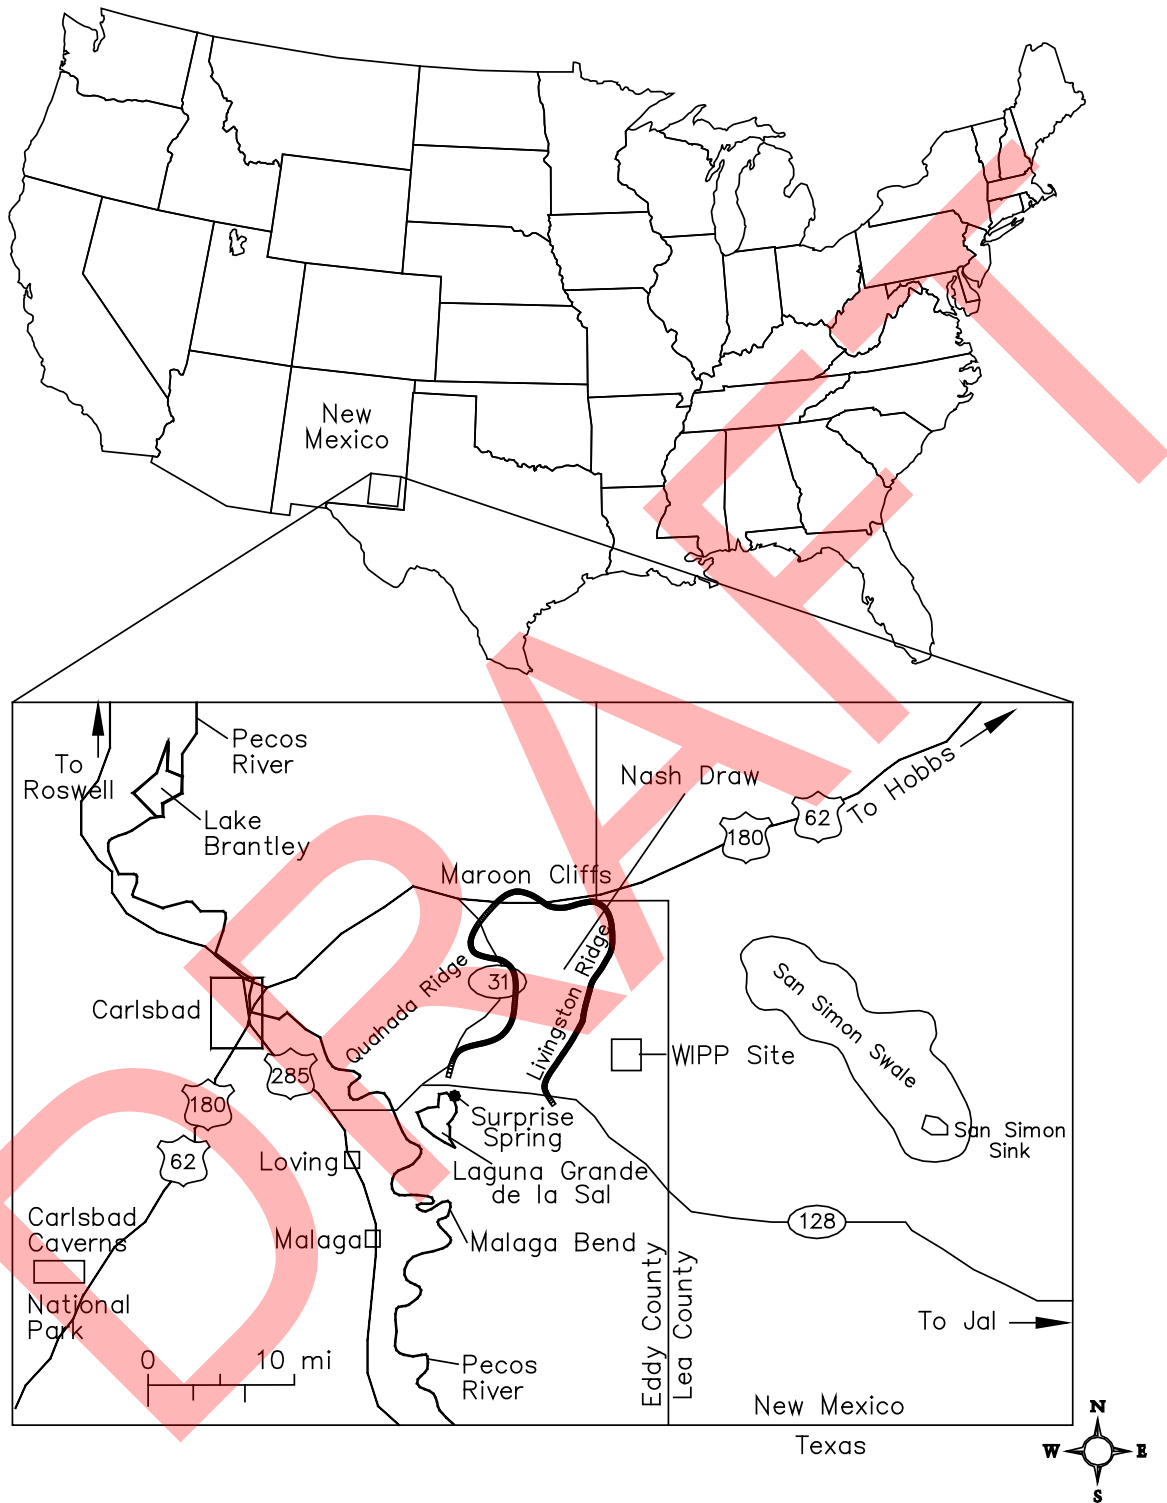 New
Mexico
Pecos
River
To
Roswell
Lake
Brantley
Nash Draw
To Hobbs
62
180
Maroon Cliffs
Quahada Ridge
31
Livingston Ridge
San Simon Swale
Carlsbad
WIPP Site
285
180
Surprise
Spring
San Simon
Sink
62
Loving
Laguna Grande
de la Sal
Carlsbad
Caverns
National
Park
Malaga
Malaga Bend
128
Eddy County
Lea County
To Jal
0 10 mi
Pecos
River
New Mexico
Texas
N
W E
S
DRAFT